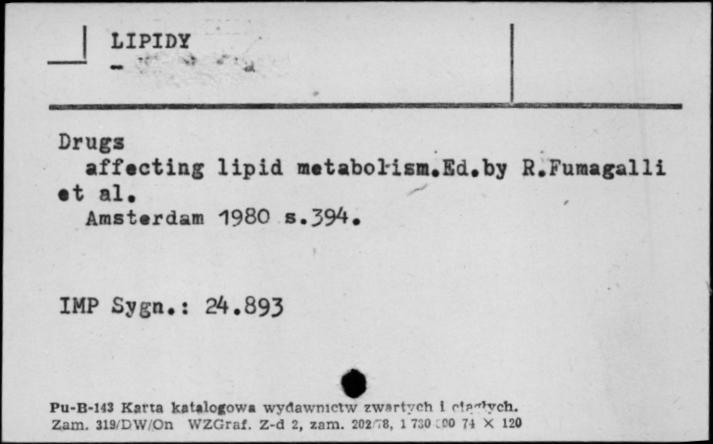 LIPIDY
-
Drugs
affecting lipid metabolism.Ed.by R.Fumagalli
et al.
Amsterdam 1980 s.394.
IMP Sygn.: 24.893
Pu-B-143 Karta katalogowa wydawnictw zwartych i ciągłych.
Zam. 319/DW/On WZGraf. Z-d 2, zam. 202/78, 1 730 000 74 × 120